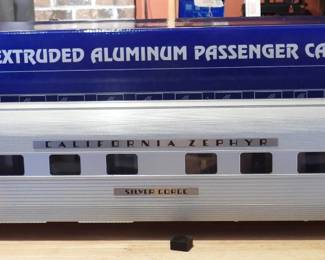 EXTRUDED ALUMINUM PASSENGER CA
CALIFORNIA ZEPHYR
SILVER GORGE